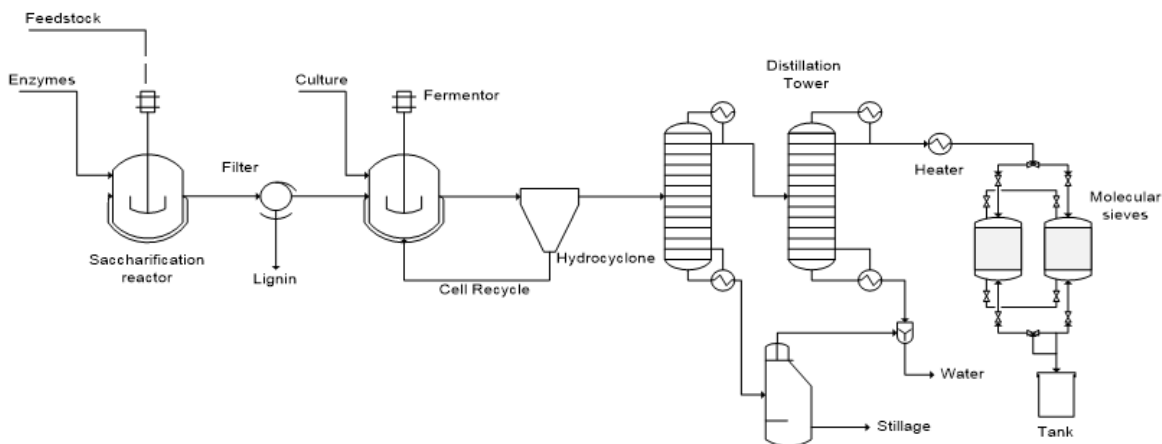 Feedstock
Enzymes
Culture
Fermentor
Filter
Saccharification
reactor
Lignin
Cell Recycle
Hydrocyclone
Distillation
Tower
Heater
Molecular
sieves
Water
Stillage
Tank